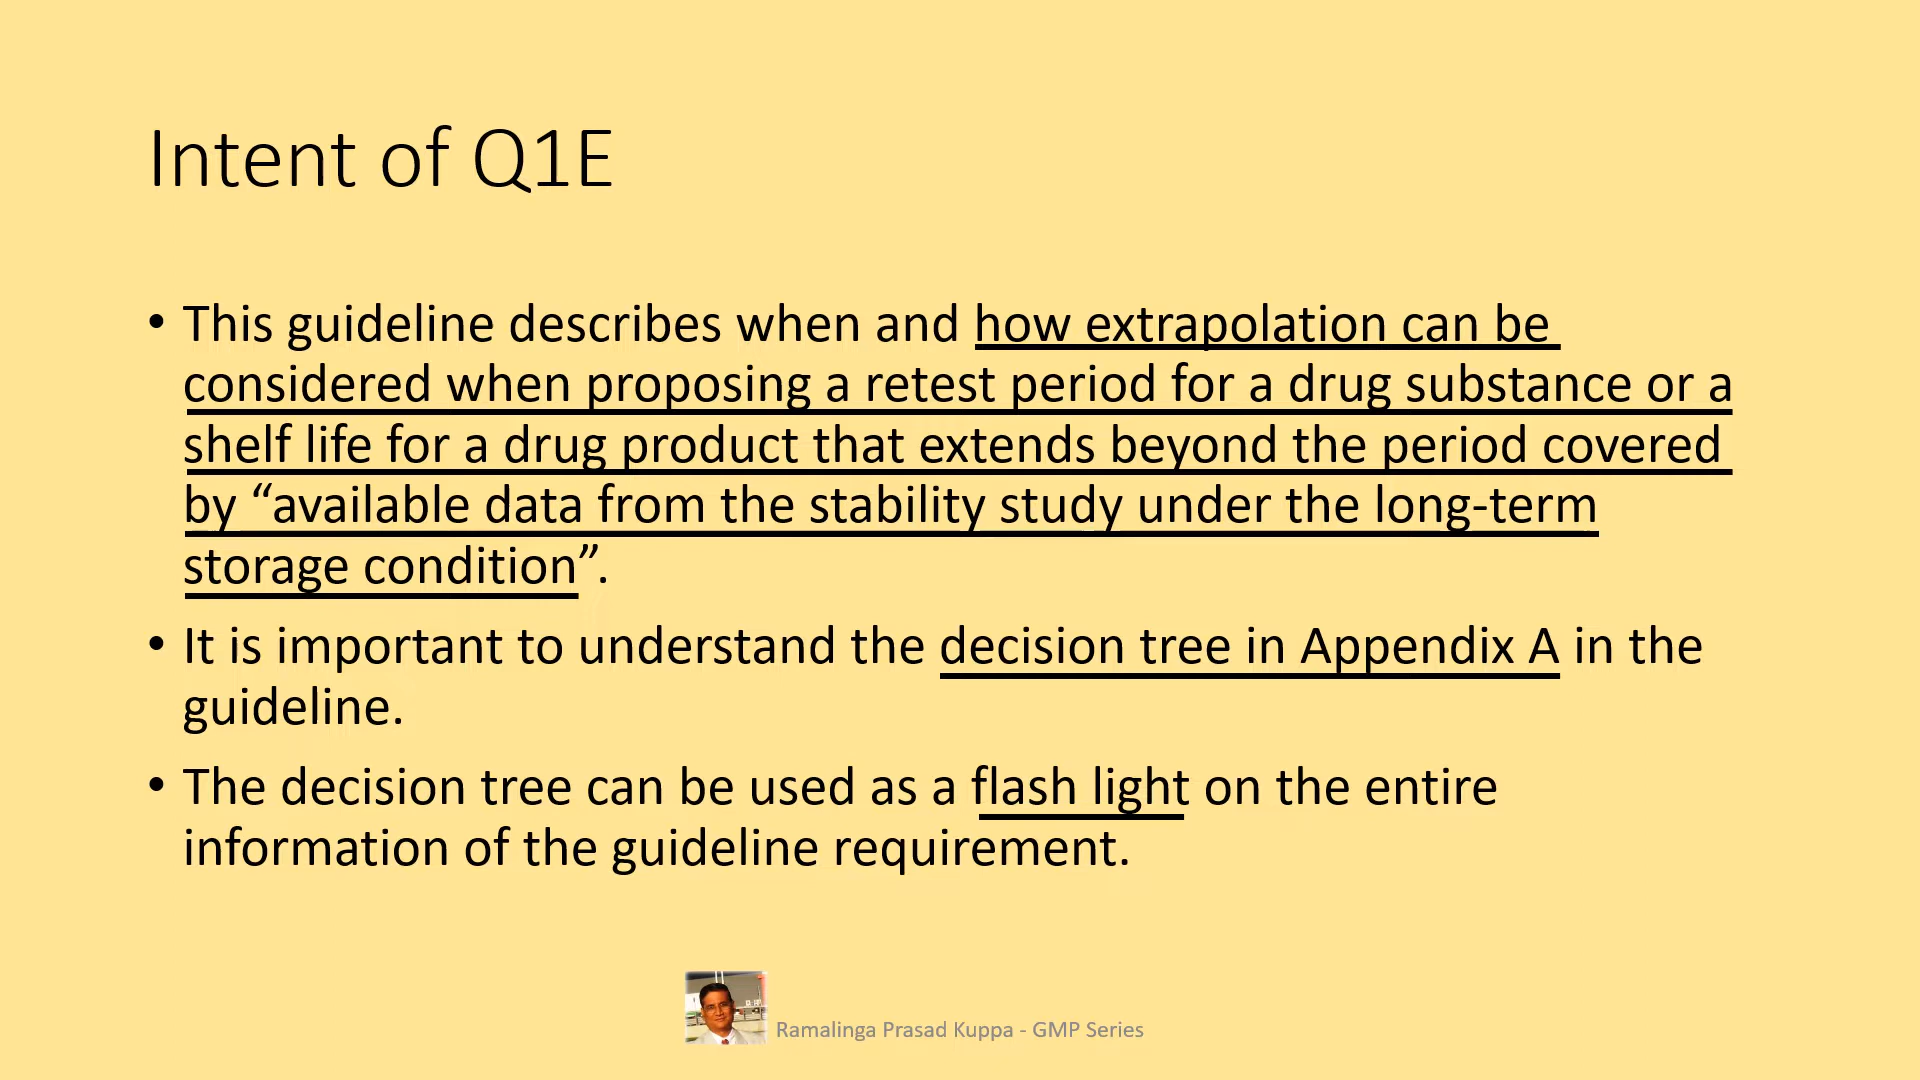 Intent of Q1E
• This guideline describes when and how extrapolation can be
considered when proposing a retest period for a drug substance or a
shelf life for a drug product that extends beyond the period covered
by “available data from the stability study under the long-term
storage condition”.
• It is important to understand the decision tree in Appendix A in the
guideline.
• The decision tree can be used as a flash light on the entire
information of the guideline requirement.
Ramalinga Prasad Kuppa - GMP Series